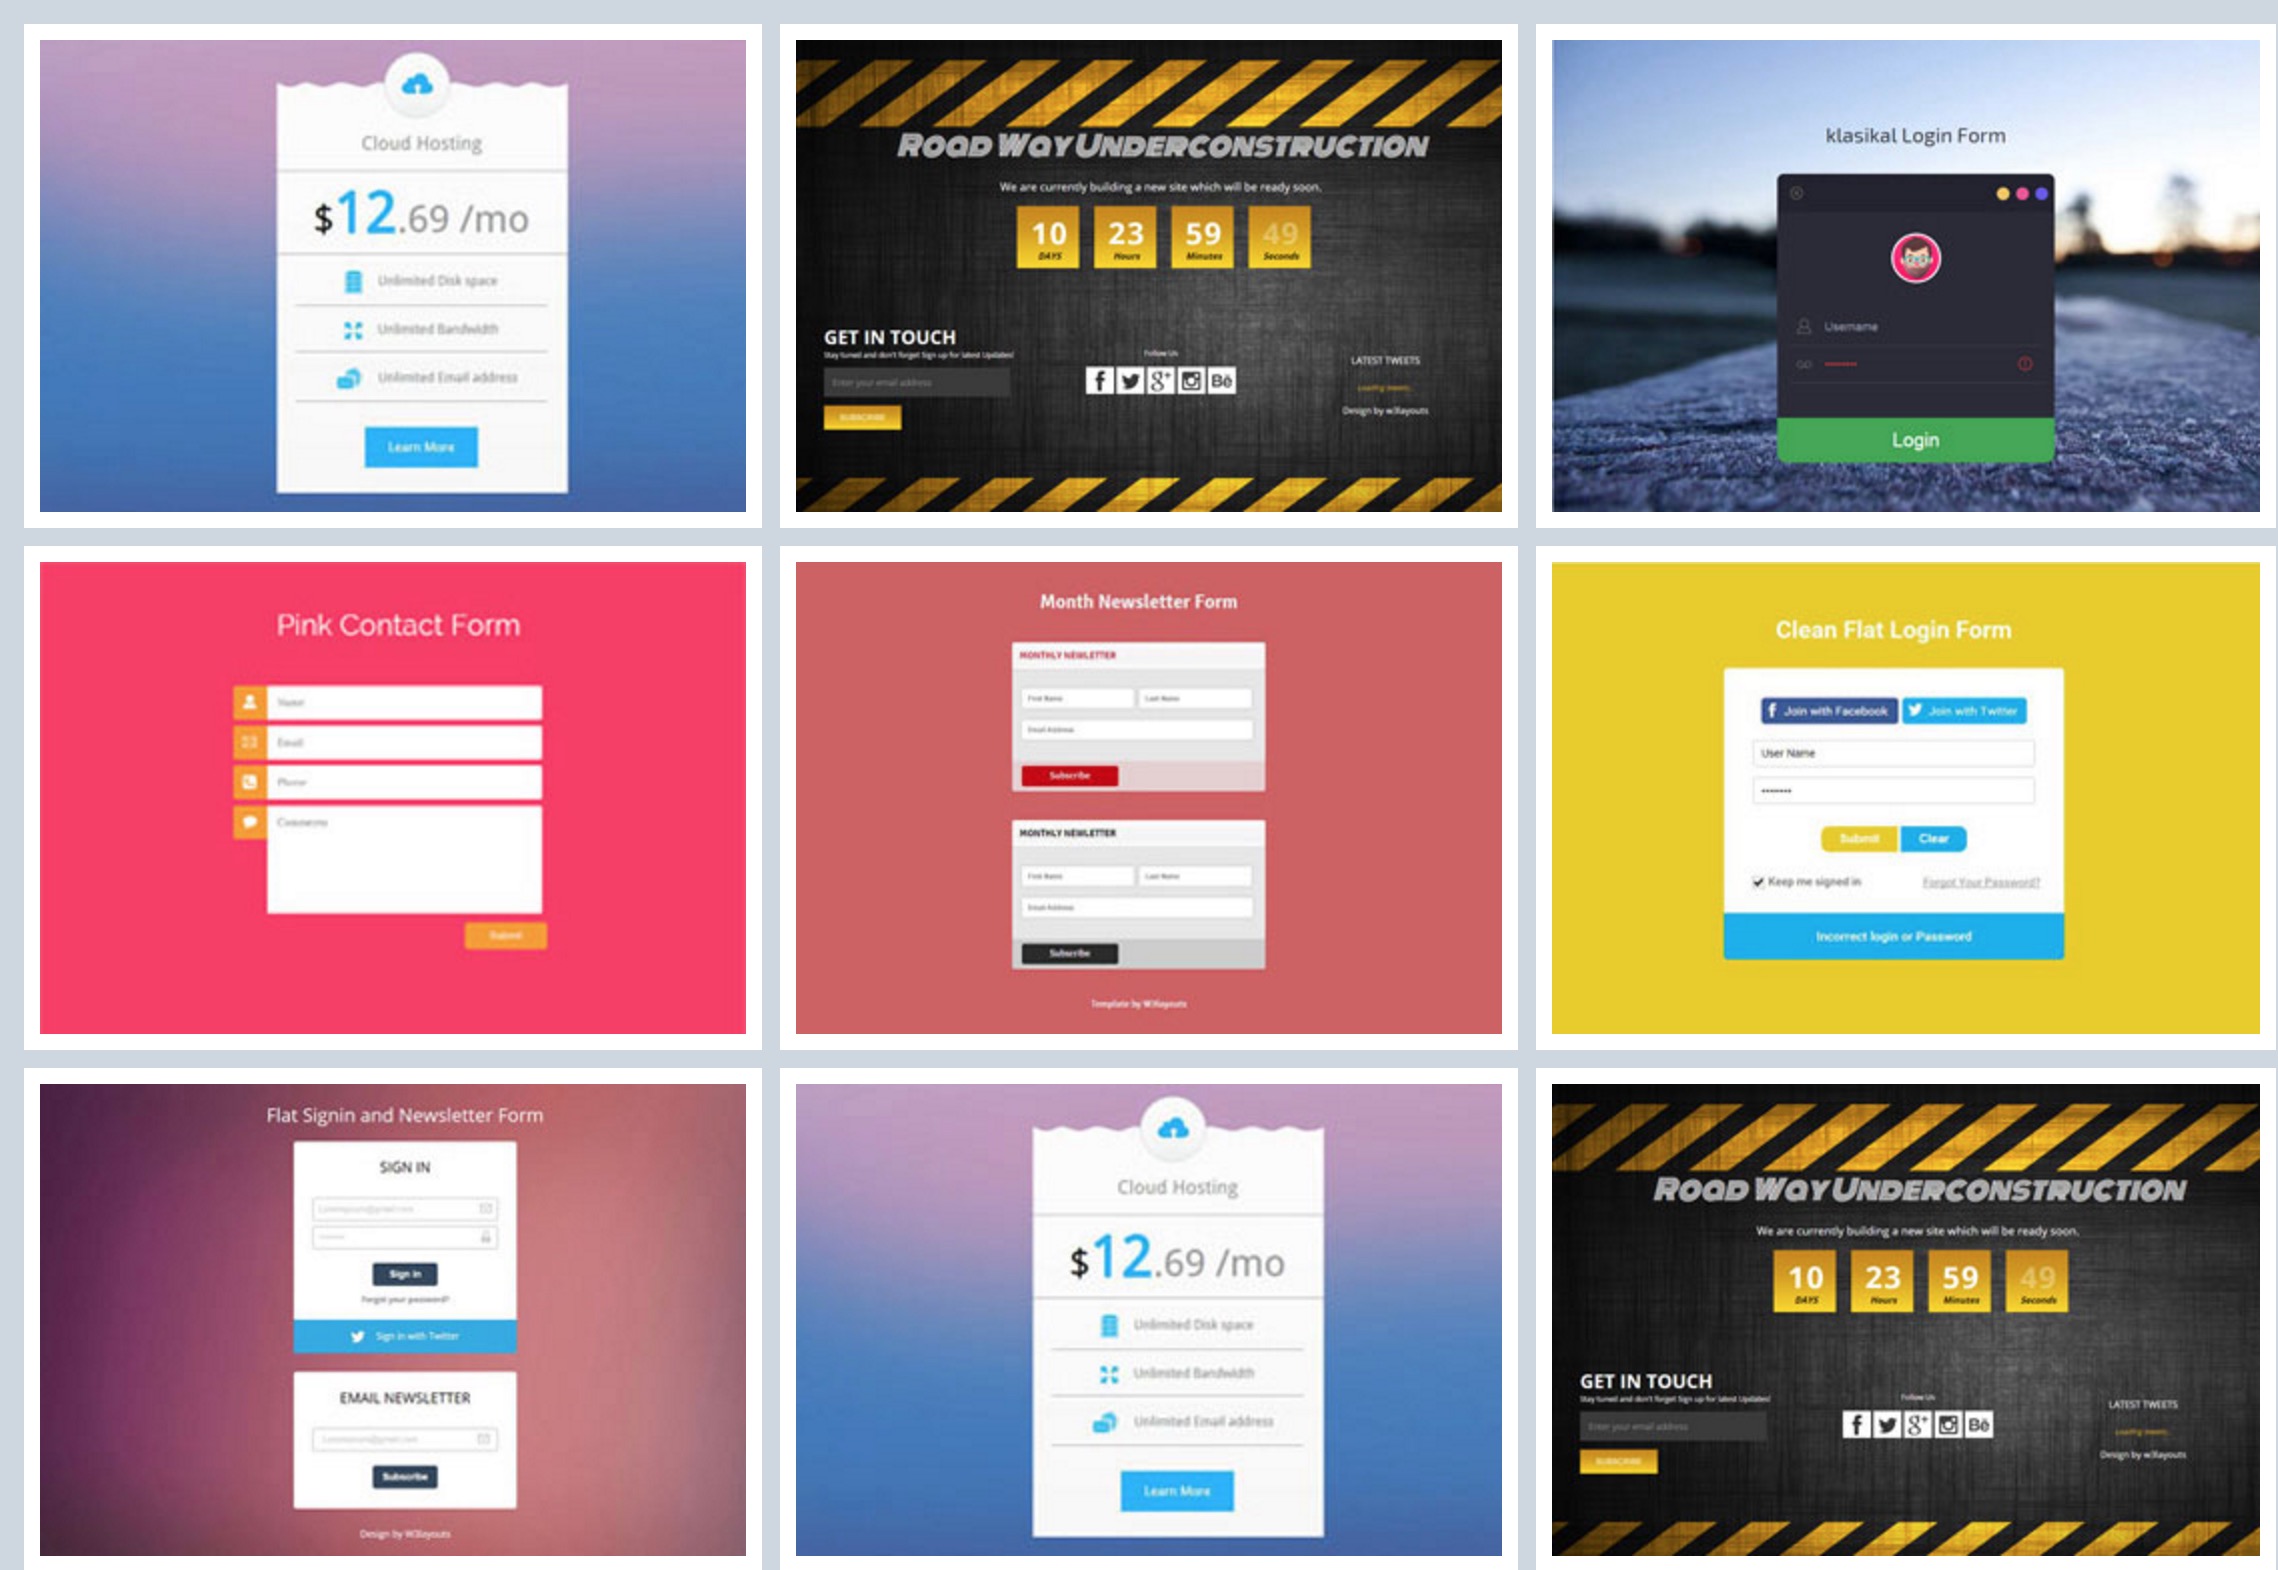 Cloud Hosting
$12.69 /mo
Unlimited Disk space
Unlimited Bandwidth
Unlimited Email address
Learn More
ROAD WAY UNDERCONSTRUCTION
We are currently building a new site which will be ready soon.
10 23 59 49
DAYS Hours Minutes Seconds
GET IN TOUCH
Stay tuned and don't forget Sign up for latest Updates!
Enter your email address
SUBSCRIBE
Follow Us
f g+ Bē
LATEST TWEETS
Loading tweets..
Design by w3layouts
klasikal Login Form
Username
Login
Pink Contact Form
Name
Email
Phone
Comments
Submit
Month Newsletter Form
MONTHLY NEWLETTER
First Name Last Name
Email Address
Subscribe
MONTHLY NEWLETTER
First Name Last Name
Email Address
Subscribe
Template by W3layouts
Clean Flat Login Form
f Join with Facebook Join with Twitter
User Name
Submit Clear
Keep me signed in Forgot Your Password?
Incorrect login or Password
Flat Signin and Newsletter Form
SIGN IN
Sign in
Forgot your password?
Sign in with Twitter
EMAIL NEWSLETTER
Subscribe
Design by W3layouts
Cloud Hosting
$12.69 /mo
Unlimited Disk space
Unlimited Bandwidth
Unlimited Email address
Learn More
ROAD WAY UNDERCONSTRUCTION
We are currently building a new site which will be ready soon.
10 23 59 49
DAYS Hours Minutes Seconds
GET IN TOUCH
Stay tuned and don't forget Sign up for latest Updates!
Enter your email address
SUBSCRIBE
Follow Us
f g+ Bē
LATEST TWEETS
Loading tweets..
Design by w3layouts